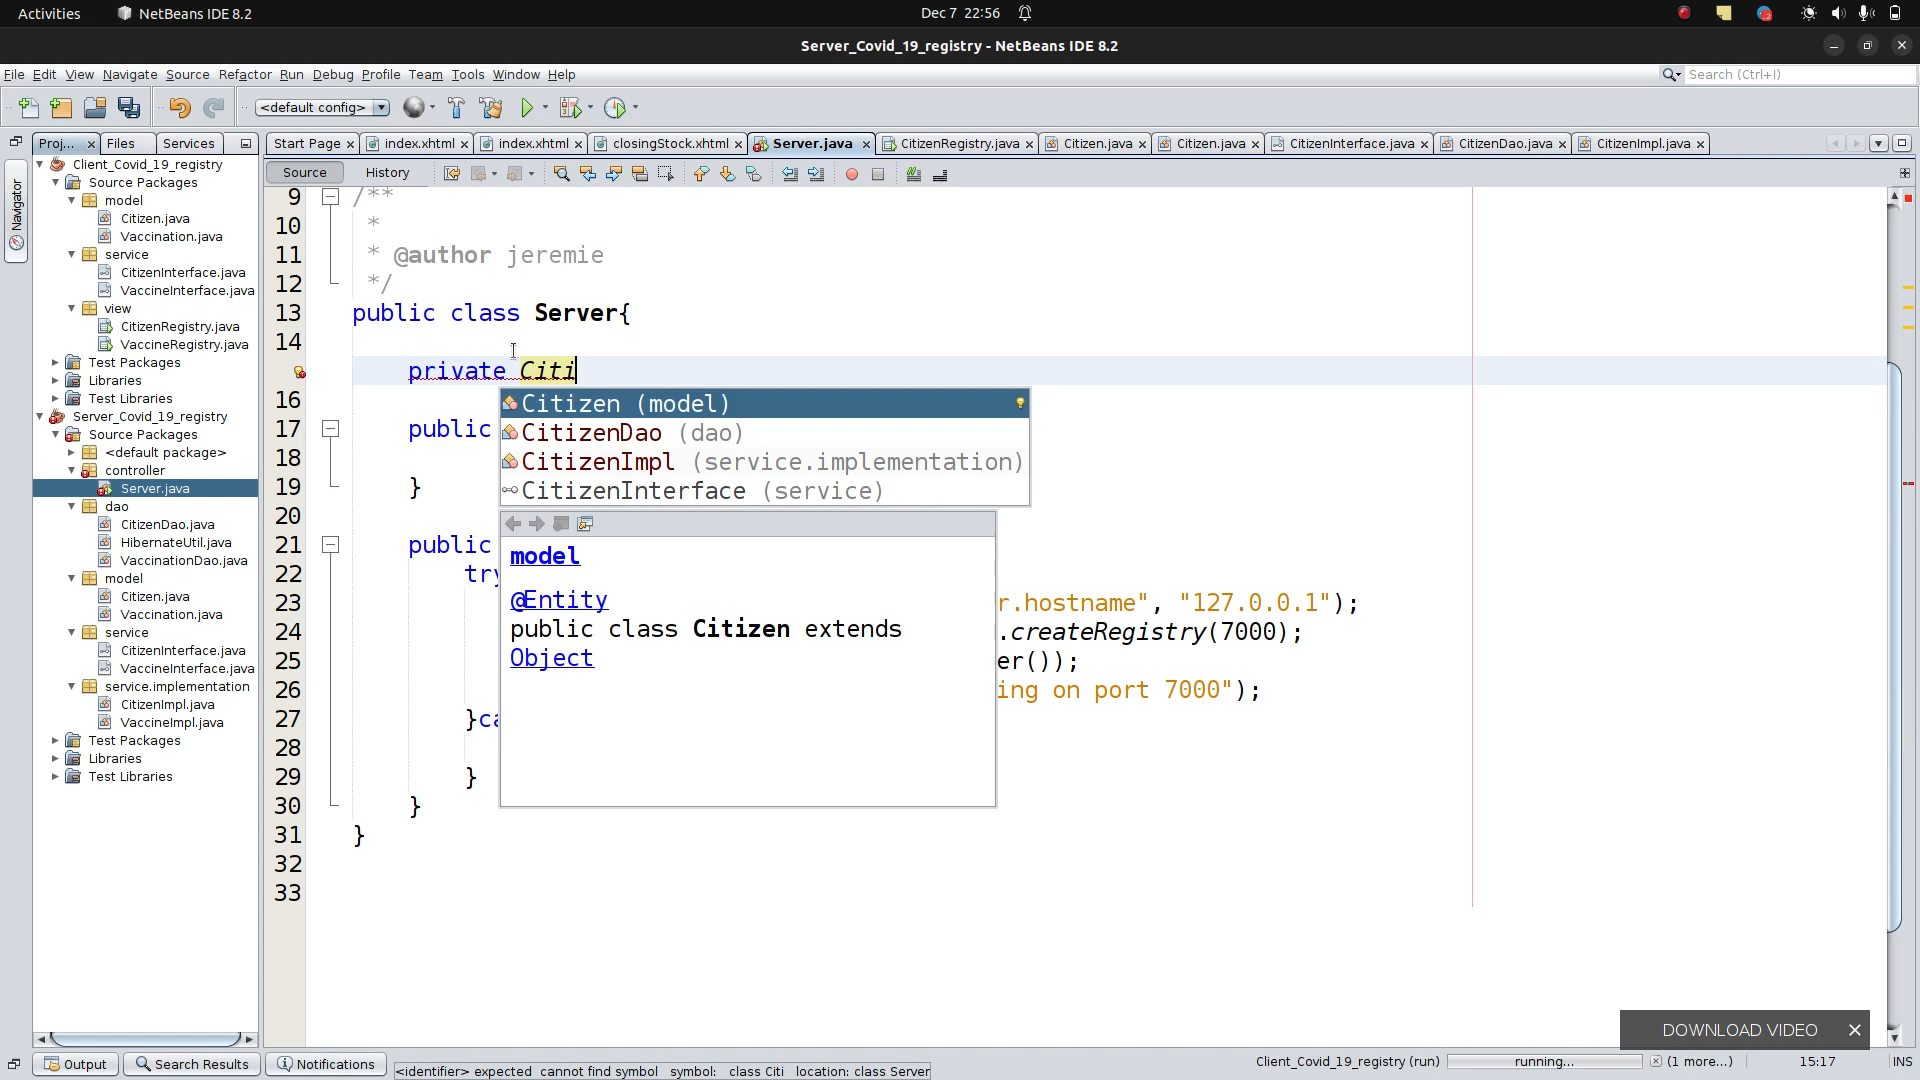 Activities NetBeans IDE 8.2 Dec 7 22:56
Server_Covid_19_registry - NetBeans IDE 8.2
File Edit View Navigate Source Refactor Run Debug Profile Team Tools Window Help Search (Ctrl+I)
<default config>
Proj... Files Services Start Page index.xhtml index.xhtml closingStock.xhtml Server.java CitizenRegistry.java Citizen.java Citizen.java CitizenInterface.java CitizenDao.java CitizenImpl.java
Source History
Navigator
Client_Covid_19_registry
Source Packages
model
Citizen.java
Vaccination.java
service
CitizenInterface.java
VaccineInterface.java
view
CitizenRegistry.java
VaccineRegistry.java
Test Packages
Libraries
Test Libraries
Server_Covid_19_registry
Source Packages
<default package>
controller
Server.java
dao
CitizenDao.java
HibernateUtil.java
VaccinationDao.java
model
Citizen.java
Vaccination.java
service
CitizenInterface.java
VaccineInterface.java
service.implementation
CitizenImpl.java
VaccineImpl.java
Test Packages
Libraries
Test Libraries
9 /**
10 *
11 * @author jeremie
12 */
13 public class Server{
14
private Citi
16
17 public
18
19 }
20
21 public
22 try
23 r.hostname", "127.0.0.1");
24 .createRegistry(7000);
25 er());
26 ing on port 7000");
27 }ca
28
29 }
30 }
31 }
32
33
Citizen (model)
CitizenDao (dao)
CitizenImpl (service.implementation)
CitizenInterface (service)
model
@Entity
public class Citizen extends
Object
DOWNLOAD VIDEO
Output Search Results Notifications <identifier> expected cannot find symbol symbol: class Citi location: class Server Client_Covid_19_registry (run) running... (1 more...) 15:17 INS